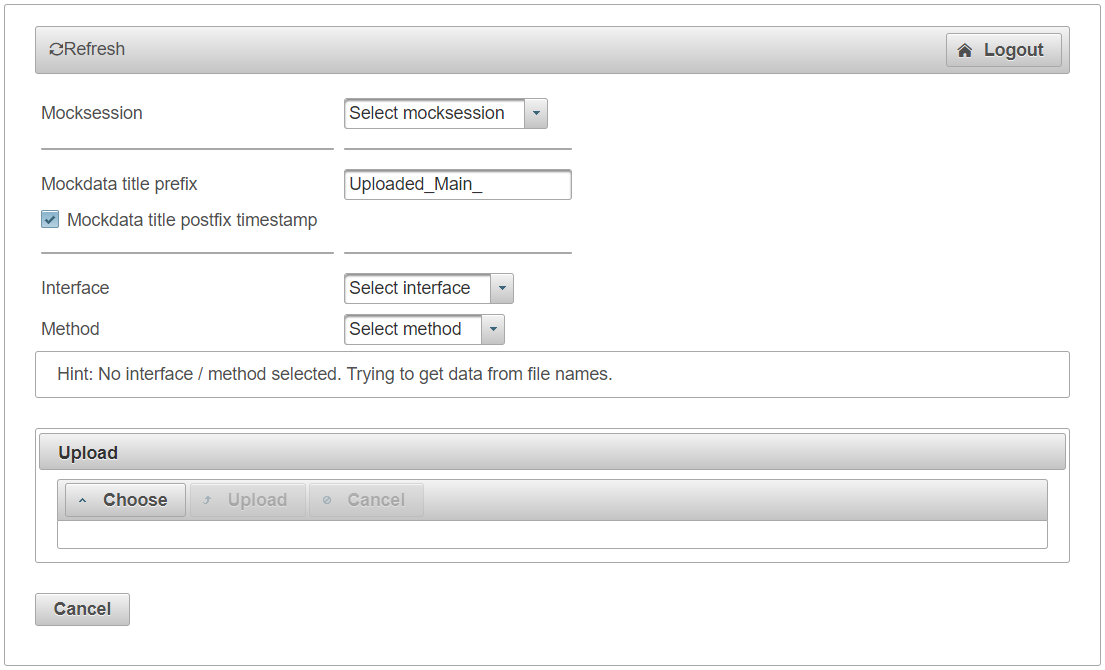 Refresh
Logout
Mocksession
Select mocksession
Mockdata title prefix
Uploaded_Main_
Mockdata title postfix timestamp
Interface
Select interface
Method
Select method
Hint: No interface / method selected. Trying to get data from file names.
Upload
Choose
Upload
Cancel
Cancel